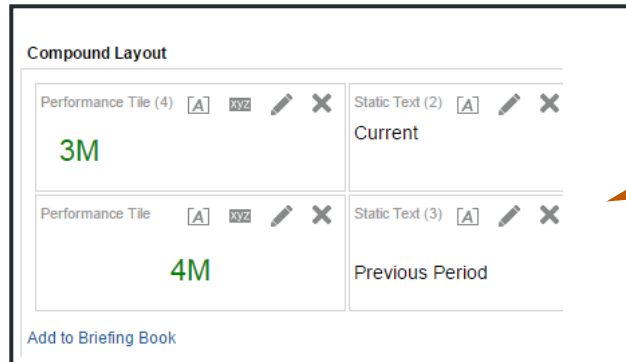 Compound Layout
Performance Tile (4) [A] xyz Static Text (2) [A]
3M Current
Performance Tile [A] xyz Static Text (3) [A]
4M Previous Period
Add to Briefing Book